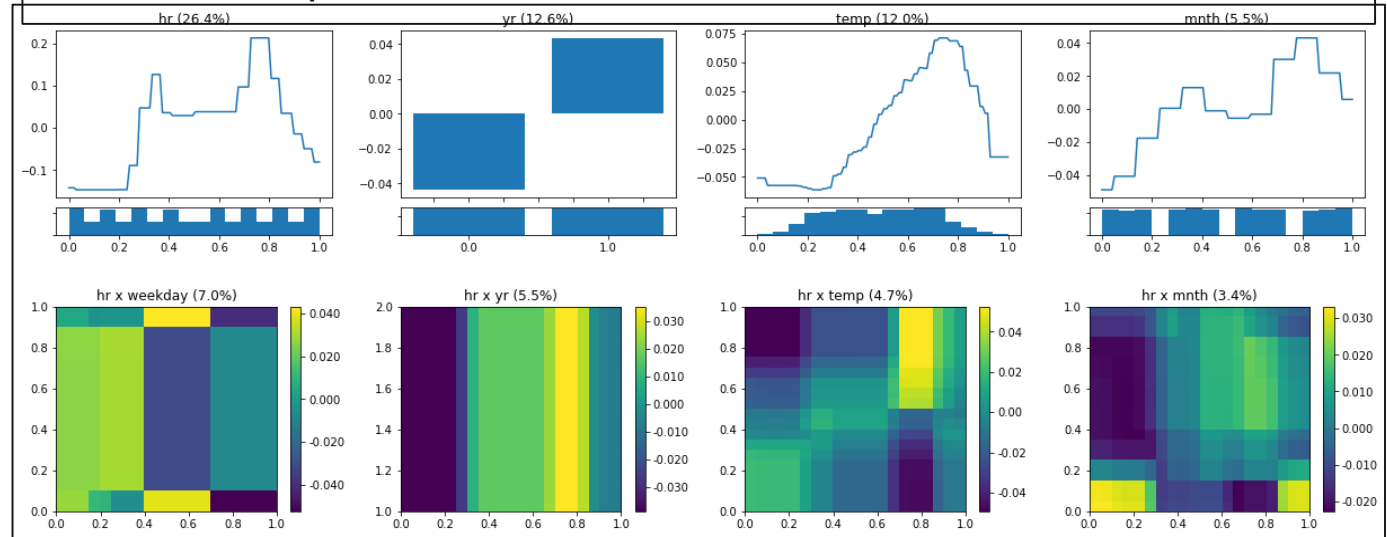 hr (26.4%) yr (12.6%) temp (12.0%) mnth (5.5%)
0.2 0.1 0.0 −0.1
0.04 0.02 0.00 −0.02 −0.04
0.075 0.050 0.025 0.000 −0.025 −0.050
0.04 0.02 0.00 −0.02 −0.04
0.0 0.2 0.4 0.6 0.8 1.0 0.0 1.0 0.0 0.2 0.4 0.6 0.8 1.0 0.0 0.2 0.4 0.6 0.8 1.0
hr x weekday (7.0%) hr x yr (5.5%) hr x temp (4.7%) hr x mnth (3.4%)
1.0 0.8 0.6 0.4 0.2 0.0
0.040 0.020 0.000 -0.020 -0.040
2.0 1.8 1.6 1.4 1.2 1.0
0.030 0.020 0.010 0.000 -0.010 -0.020 -0.030
1.0 0.8 0.6 0.4 0.2 0.0
0.04 0.02 0.00 -0.02 -0.04
1.0 0.8 0.6 0.4 0.2 0.0
0.030 0.020 0.010 0.000 -0.010 -0.020
0.0 0.2 0.4 0.6 0.8 1.0 0.0 0.2 0.4 0.6 0.8 1.0 0.0 0.2 0.4 0.6 0.8 1.0 0.0 0.2 0.4 0.6 0.8 1.0